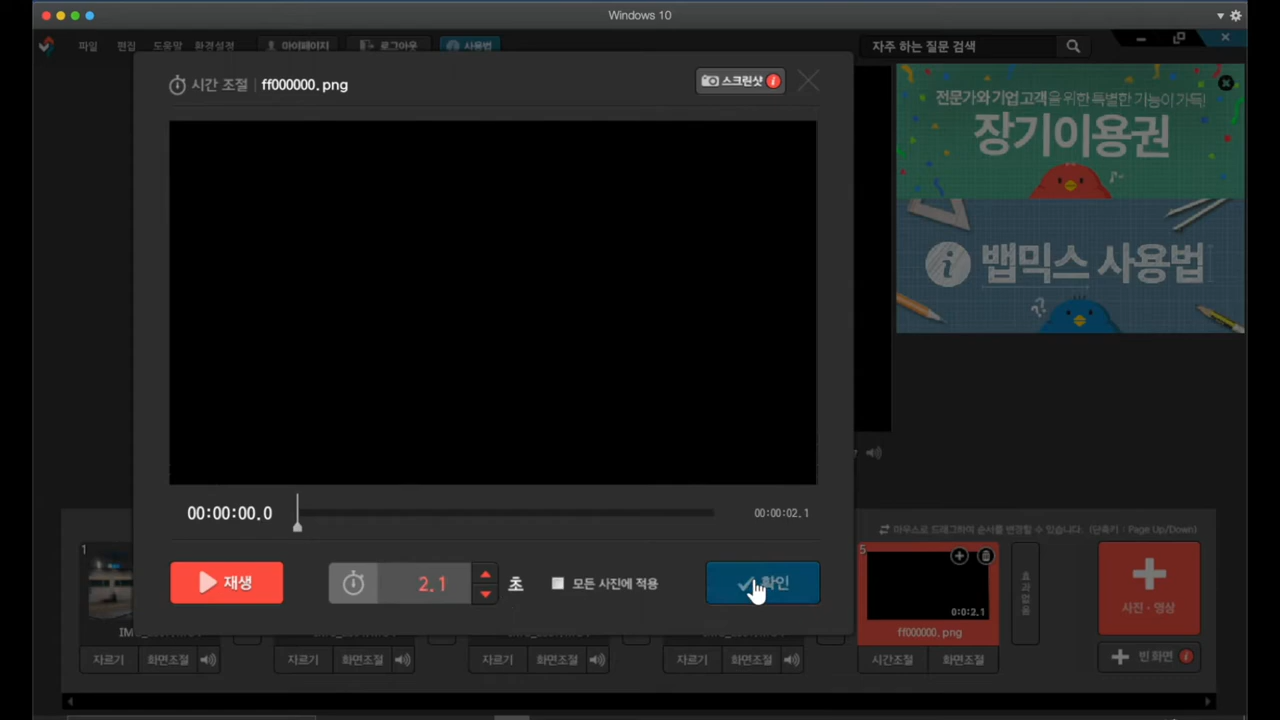 Windows 10
파일 편집 도움말 환경설정 마이페이지 로그아웃 사용법 자주 하는 질문 검색
시간 조절 ff000000.png 스크린샷
전문가와 기업 고객을 위한 특별한 기능이 가득!
장기이용권
뱁믹스 사용법
00:00:00.0 00:00:02.1
마우스로 드래그하여 순서를 변경할 수 있습니다. (단축키 : Page Up/Down)
재생 2.1 초 모든 사진에 적용 확인
1
5
0:0:2.1
ff000000.png
효과없음
사진·영상
빈 화면
자르기 화면조절 자르기 화면조절 자르기 화면조절 자르기 화면조절 시간조절 화면조절